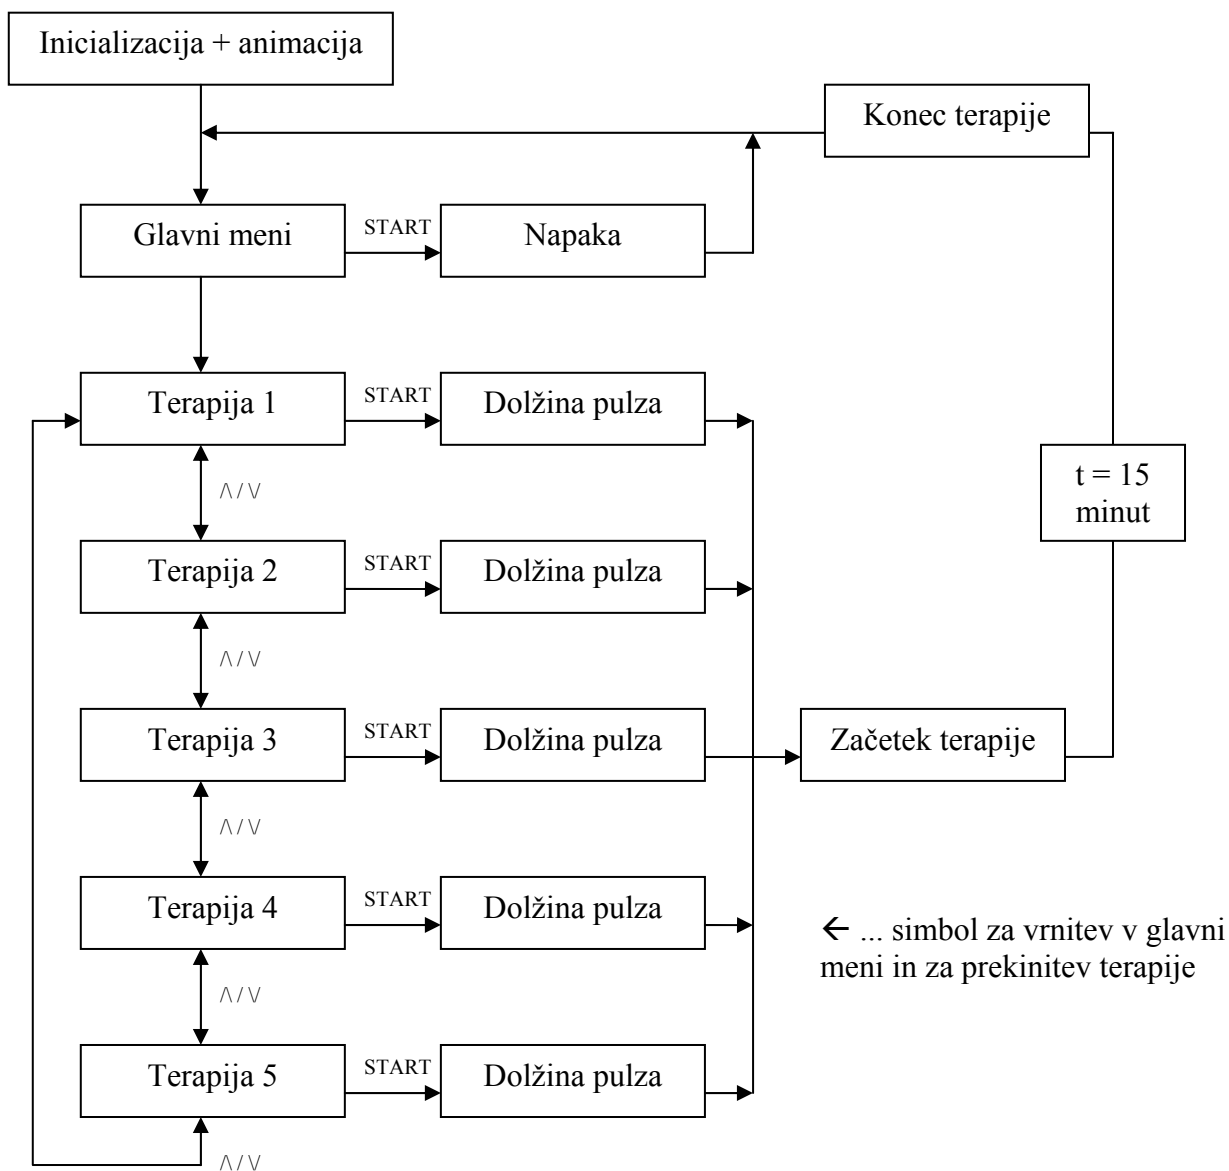 Inicializacija + animacija
Konec terapije
Glavni meni
START
Napaka
Terapija 1
START
Dolžina pulza
/\ / \/
t = 15
minut
Terapija 2
START
Dolžina pulza
/\ / \/
Terapija 3
START
Dolžina pulza
Začetek terapije
/\ / \/
Terapija 4
START
Dolžina pulza
← ... simbol za vrnitev v glavni
meni in za prekinitev terapije
/\ / \/
Terapija 5
START
Dolžina pulza
/\ / \/